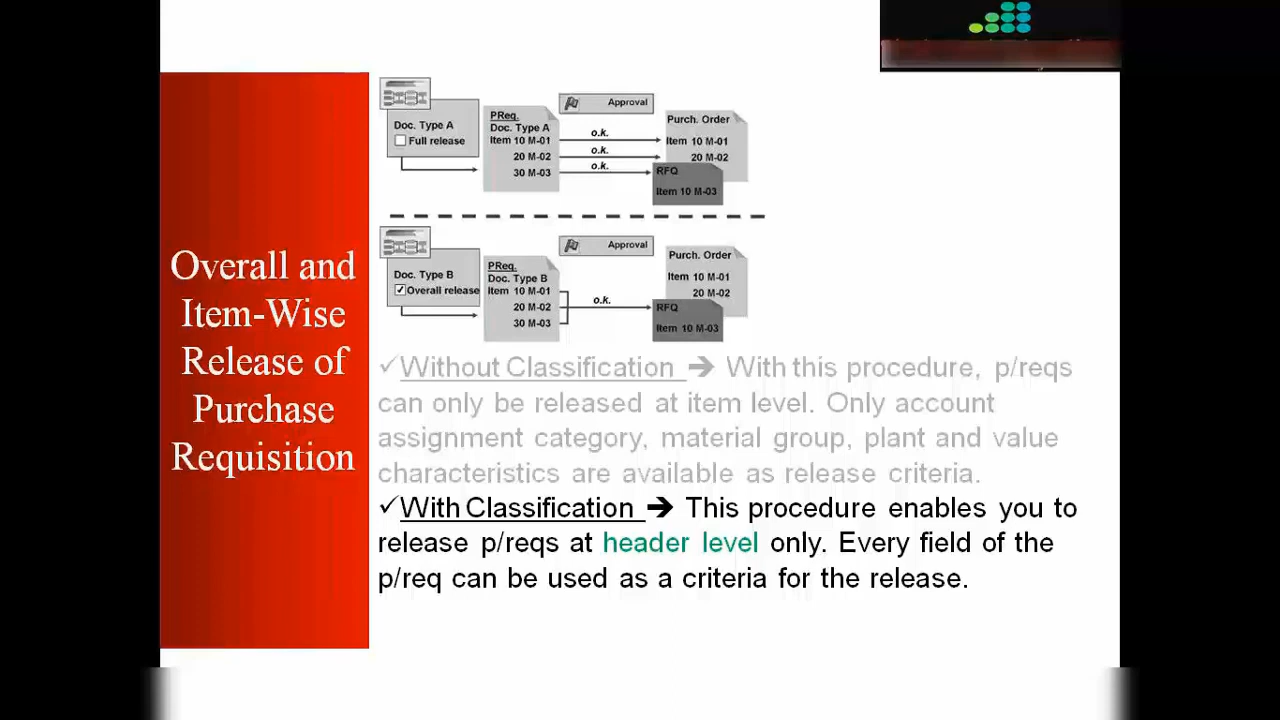 Overall and
Item-Wise
Release of
Purchase
Requisition
Doc. Type A
Full release
PReq.
Doc. Type A
Item 10 M-01
20 M-02
30 M-03
Approval
o.k.
o.k.
o.k.
Purch. Order
Item 10 M-01
20 M-02
RFQ
Item 10 M-03
Doc. Type B
Overall release
PReq.
Doc. Type B
Item 10 M-01
20 M-02
30 M-03
Approval
o.k.
Purch. Order
Item 10 M-01
20 M-02
RFQ
Item 10 M-03
✓Without Classification ➔ With this procedure, p/reqs
can only be released at item level. Only account
assignment category, material group, plant and value
characteristics are available as release criteria.
✓With Classification ➔ This procedure enables you to
release p/reqs at header level only. Every field of the
p/req can be used as a criteria for the release.